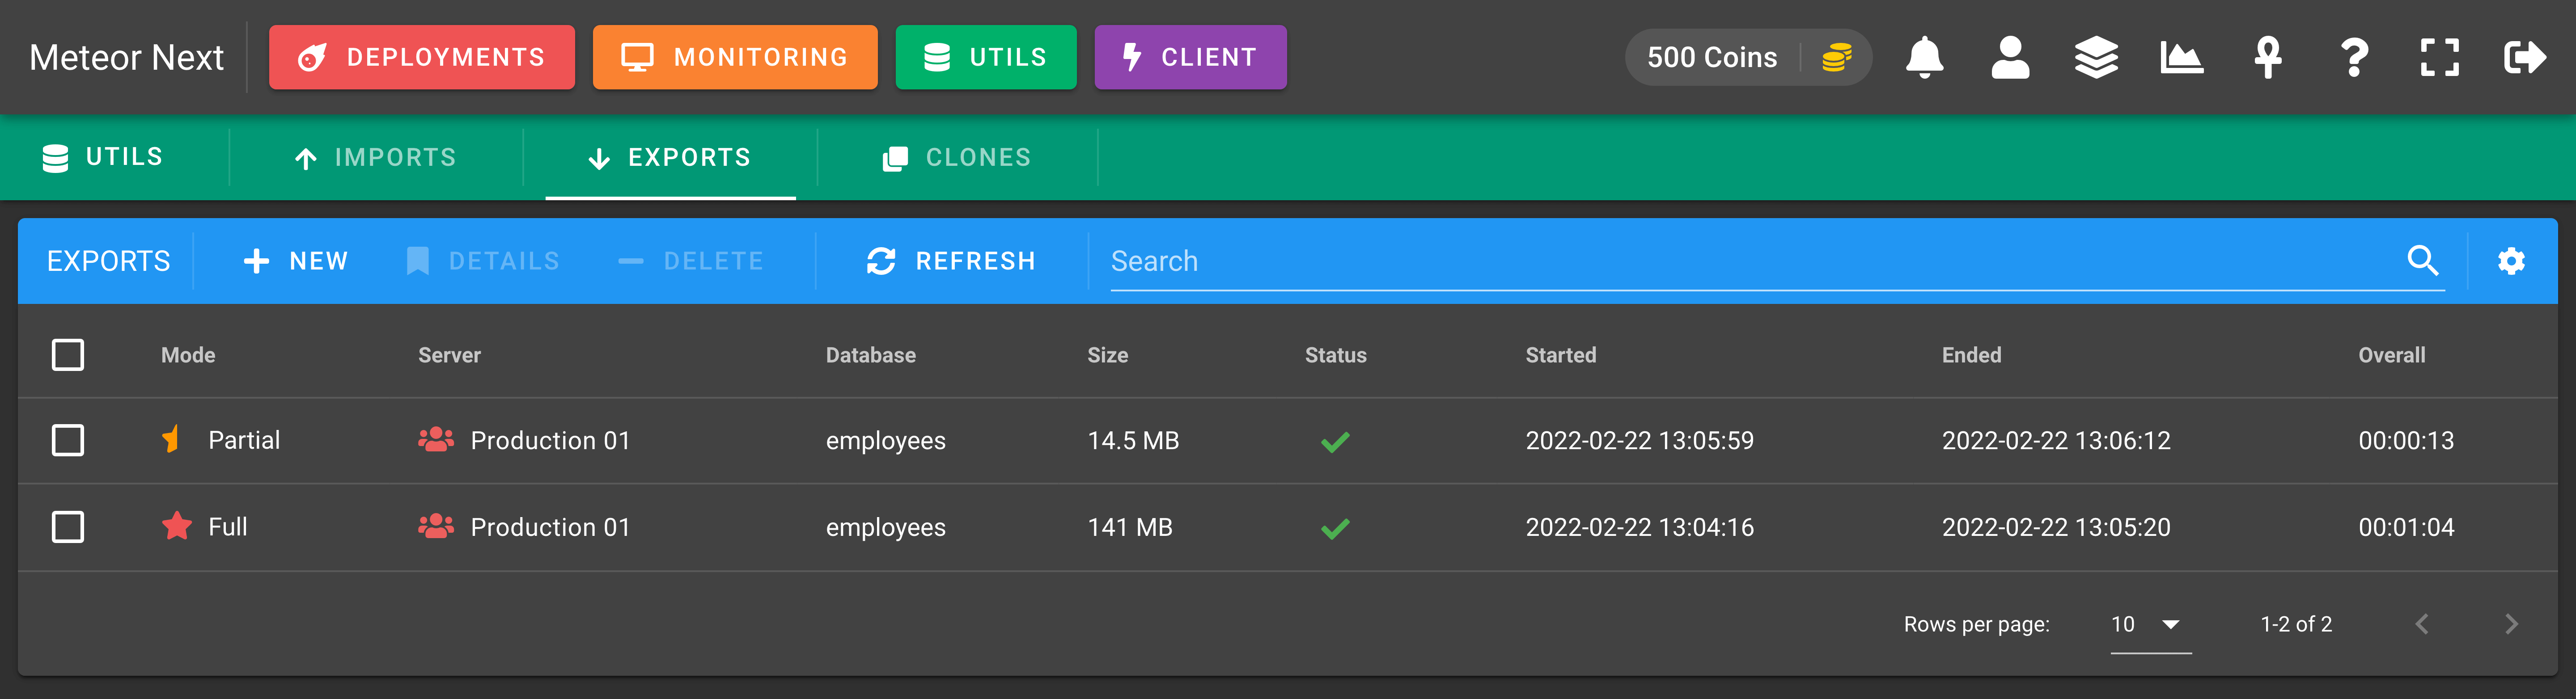 Meteor Next DEPLOYMENTS MONITORING UTILS CLIENT 500 Coins
UTILS IMPORTS EXPORTS CLONES
EXPORTS NEW DETAILS DELETE REFRESH Search
Mode Server Database Size Status Started Ended Overall
Partial Production 01 employees 14.5 MB 2022-02-22 13:05:59 2022-02-22 13:06:12 00:00:13
Full Production 01 employees 141 MB 2022-02-22 13:04:16 2022-02-22 13:05:20 00:01:04
Rows per page: 10 1-2 of 2